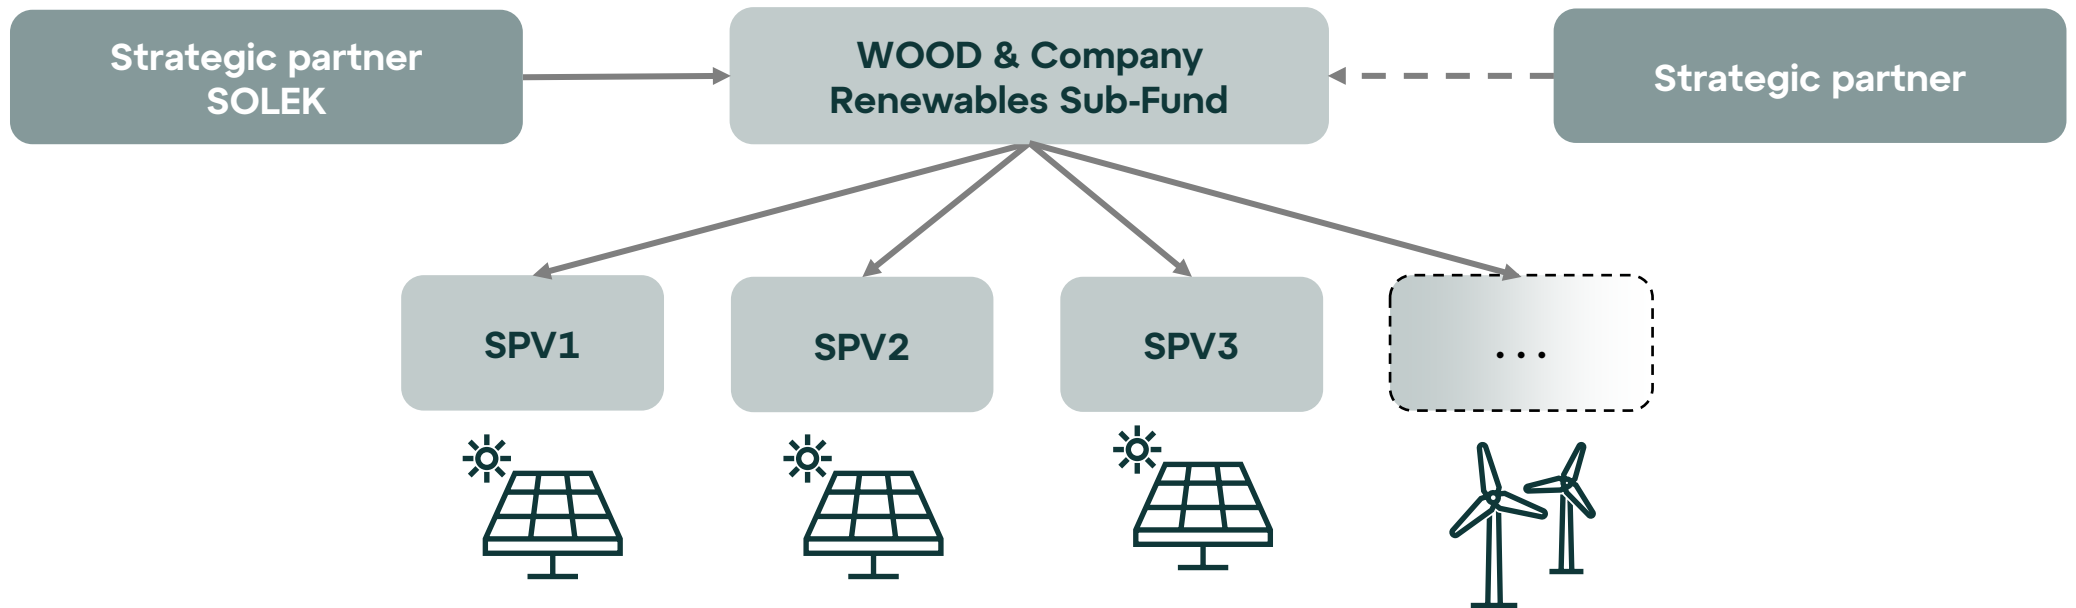 Strategic partner
SOLEK
WOOD & Company
Renewables Sub-Fund
Strategic partner
SPV1
SPV2
SPV3
...